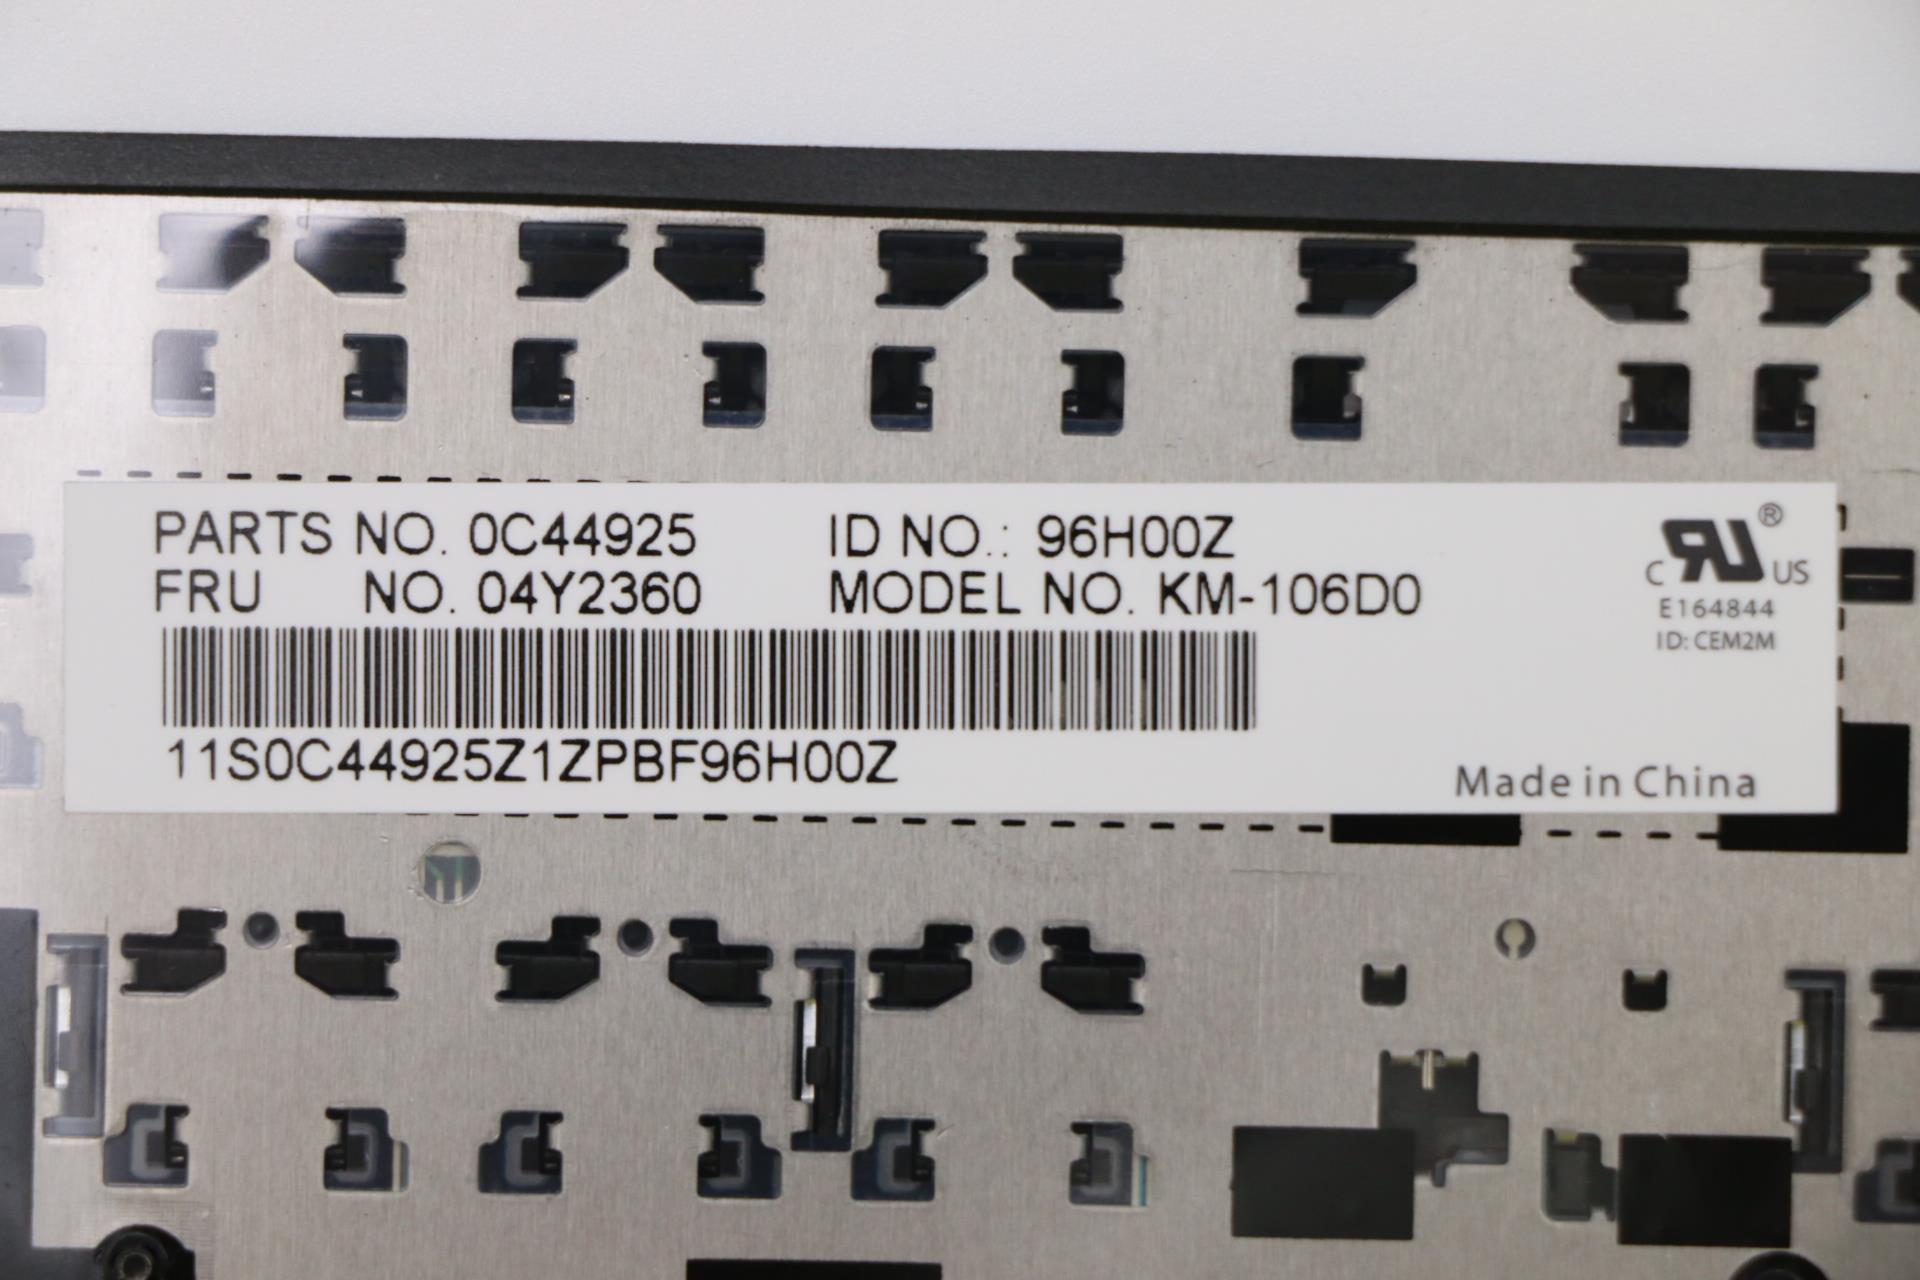 PARTS NO. 0C44925 ID NO.: 96H00Z
FRU NO. 04Y2360 MODEL NO. KM-106D0
11S0C44925Z1ZPBF96H00Z
C RU ® US
E164844
ID: CEM2M
Made in China